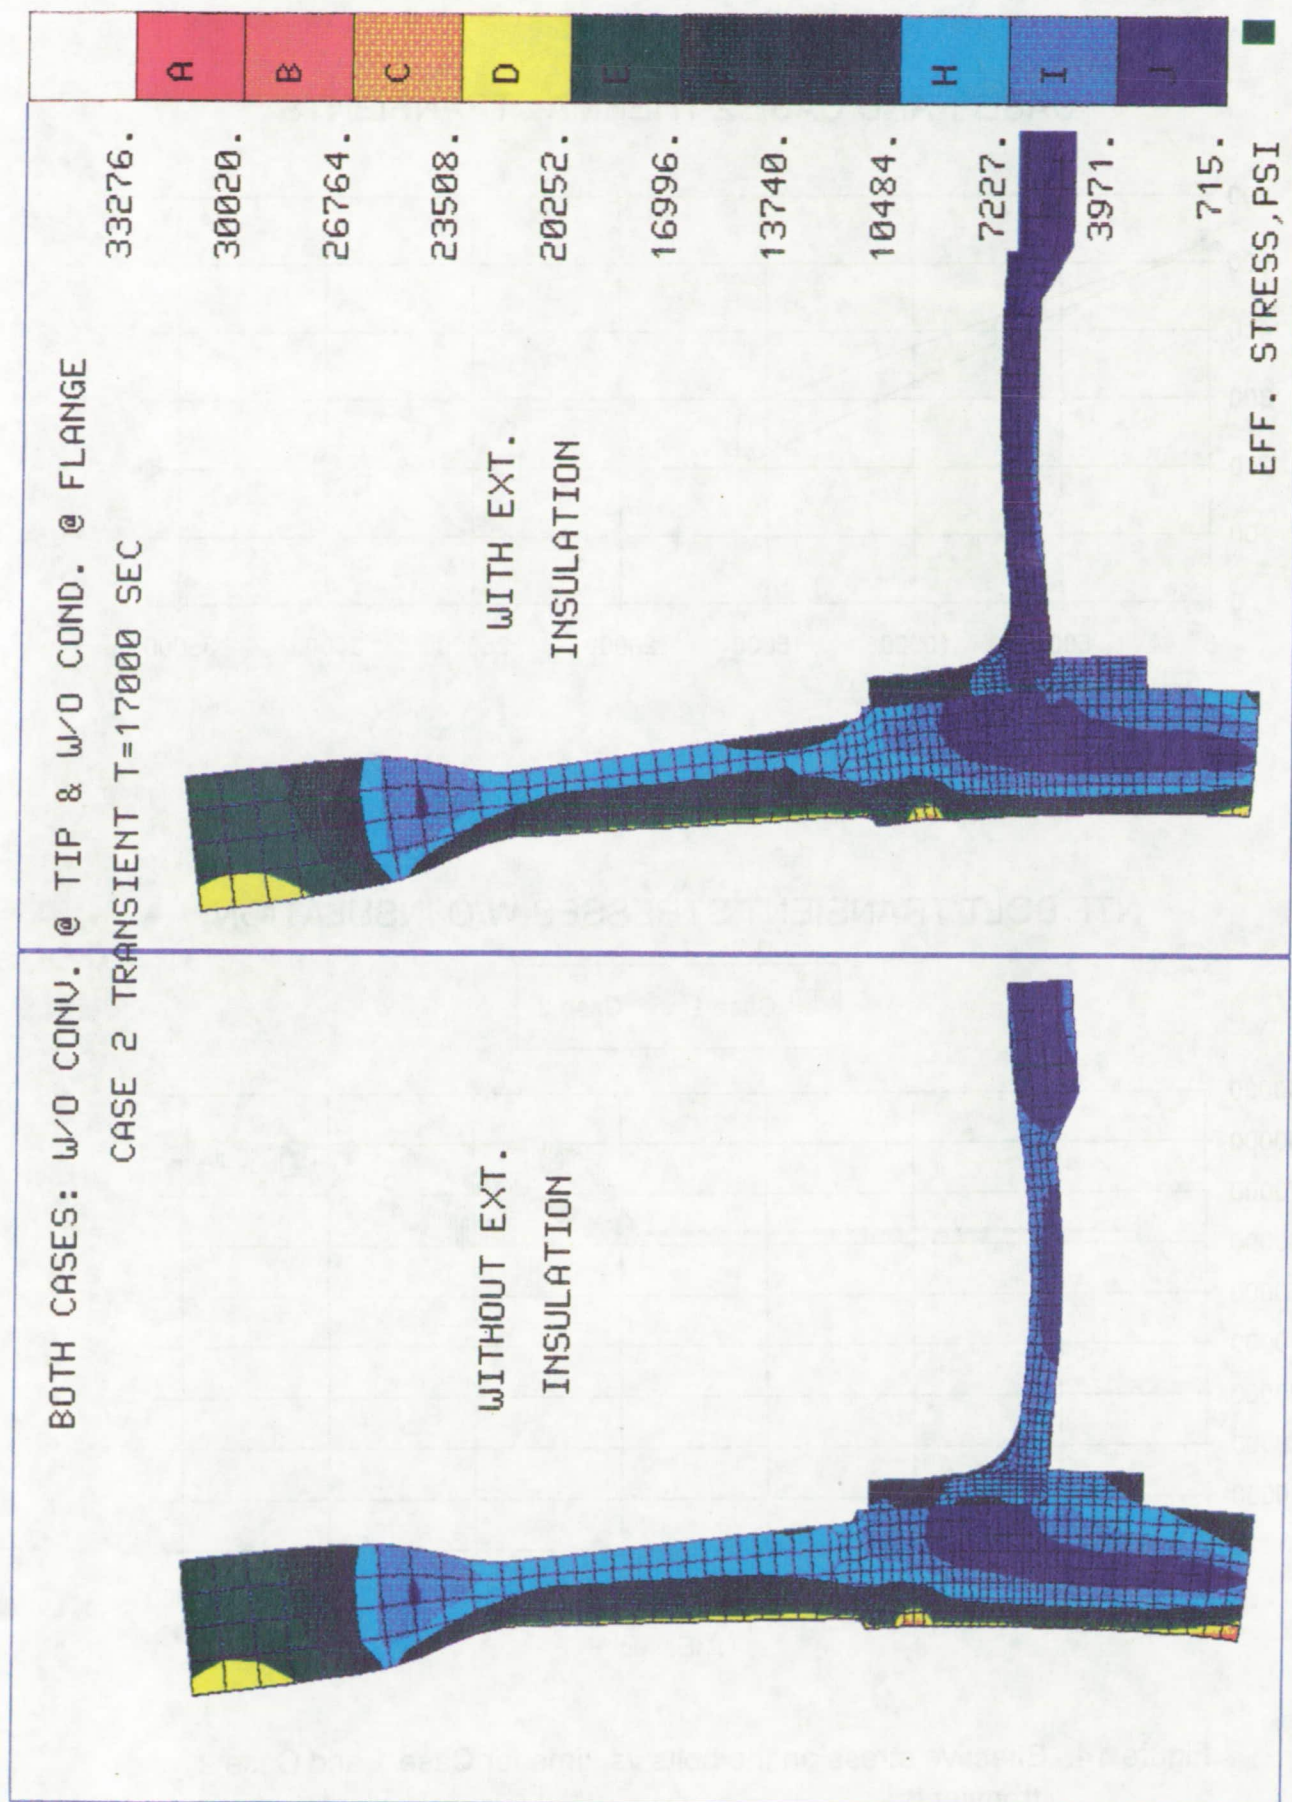 BOTH CASES: W/O CONV. @ TIP & W/O COND. @ FLANGE
CASE 2 TRANSIENT T=17000 SEC
WITHOUT EXT.
INSULATION
WITH EXT.
INSULATION
A
B
C
D
E
F
H
I
J
33276.
30020.
26764.
23508.
20252.
16996.
13740.
10484.
7227.
3971.
715.
EFF. STRESS,PSI